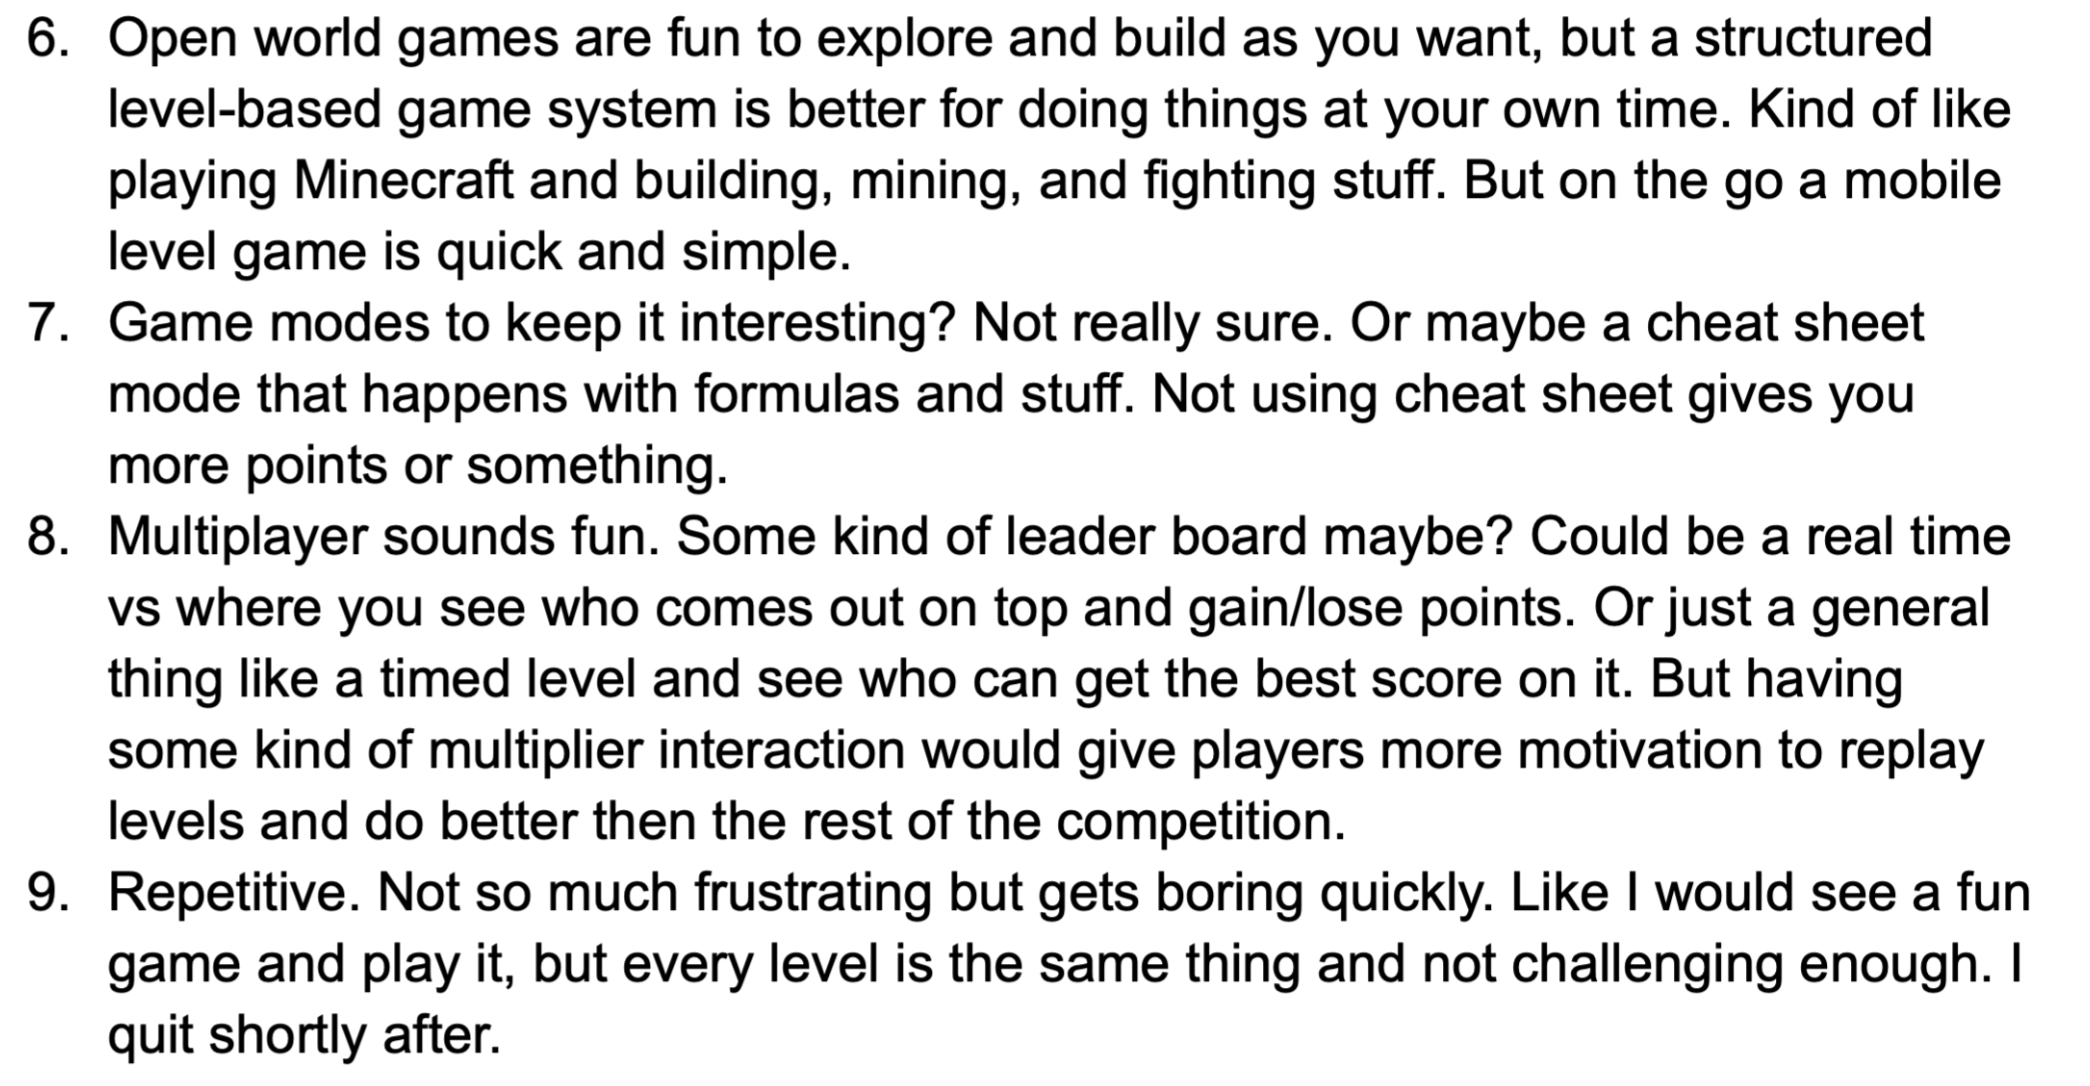 6. Open world games are fun to explore and build as you want, but a structured
level-based game system is better for doing things at your own time. Kind of like
playing Minecraft and building, mining, and fighting stuff. But on the go a mobile
level game is quick and simple.
7. Game modes to keep it interesting? Not really sure. Or maybe a cheat sheet
mode that happens with formulas and stuff. Not using cheat sheet gives you
more points or something.
8. Multiplayer sounds fun. Some kind of leader board maybe? Could be a real time
vs where you see who comes out on top and gain/lose points. Or just a general
thing like a timed level and see who can get the best score on it. But having
some kind of multiplier interaction would give players more motivation to replay
levels and do better then the rest of the competition.
9. Repetitive. Not so much frustrating but gets boring quickly. Like I would see a fun
game and play it, but every level is the same thing and not challenging enough. I
quit shortly after.